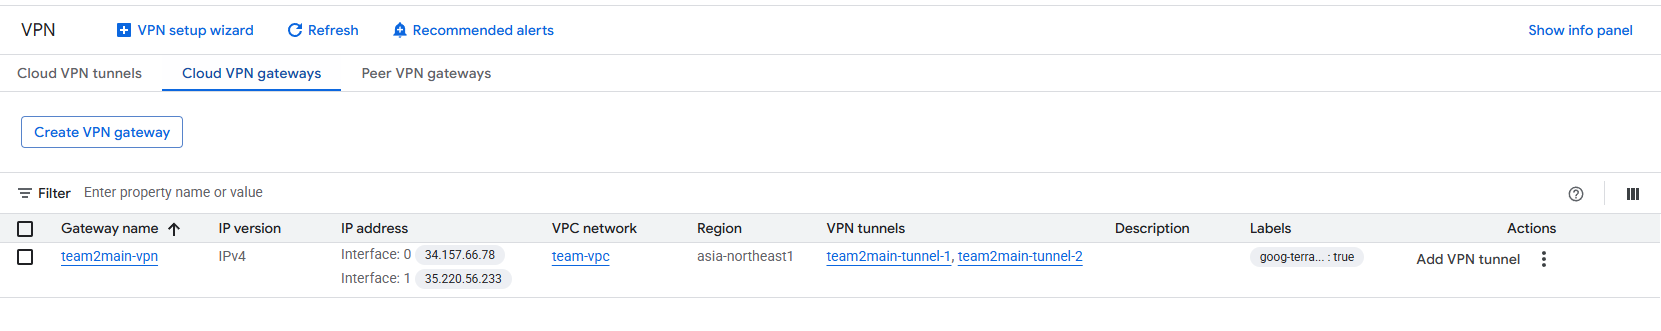 VPN VPN setup wizard Refresh Recommended alerts Show info panel
Cloud VPN tunnels Cloud VPN gateways Peer VPN gateways
Create VPN gateway
Filter Enter property name or value
Gateway name IP version IP address VPC network Region VPN tunnels Description Labels Actions
team2main-vpn IPv4 Interface: 0 34.157.66.78 team-vpc asia-northeast1 team2main-tunnel-1, team2main-tunnel-2 goog-terra... : true Add VPN tunnel
Interface: 1 35.220.56.233